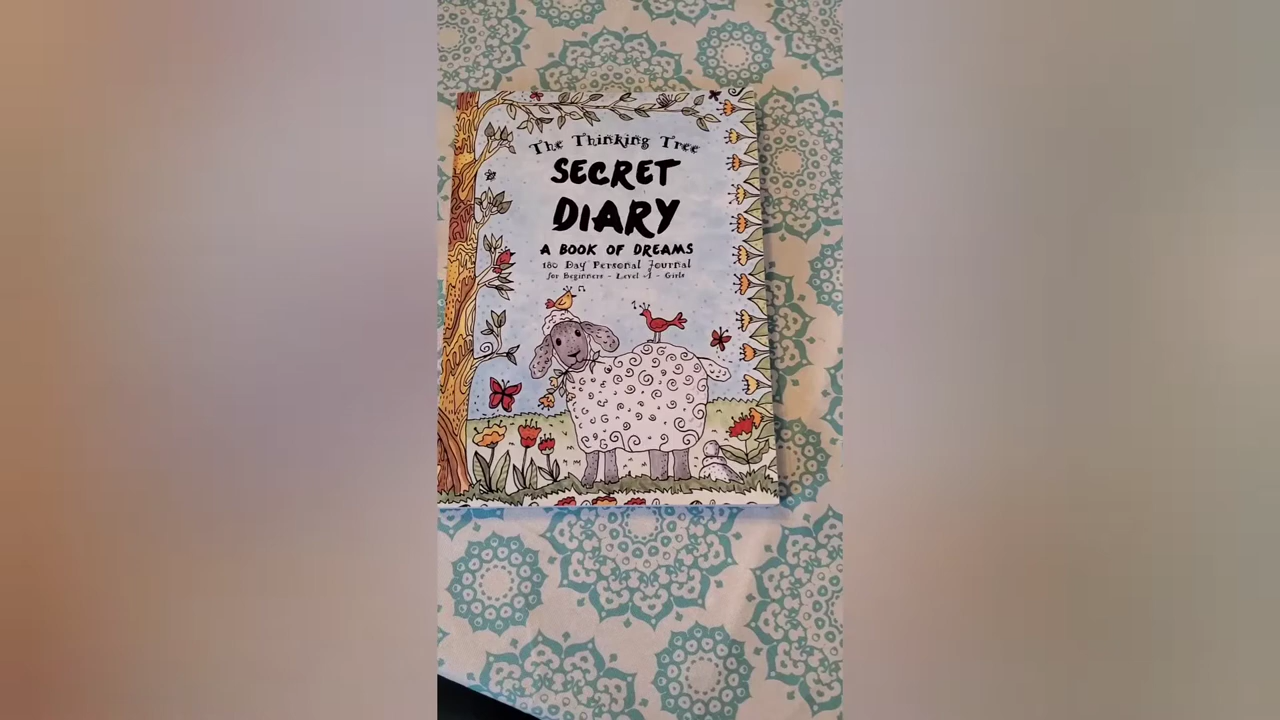 The Thinking Tree
SECRET
DIARY
A BOOK OF DREAMS
180 Day Personal Journal
for Beginners - Level -1 - Girls